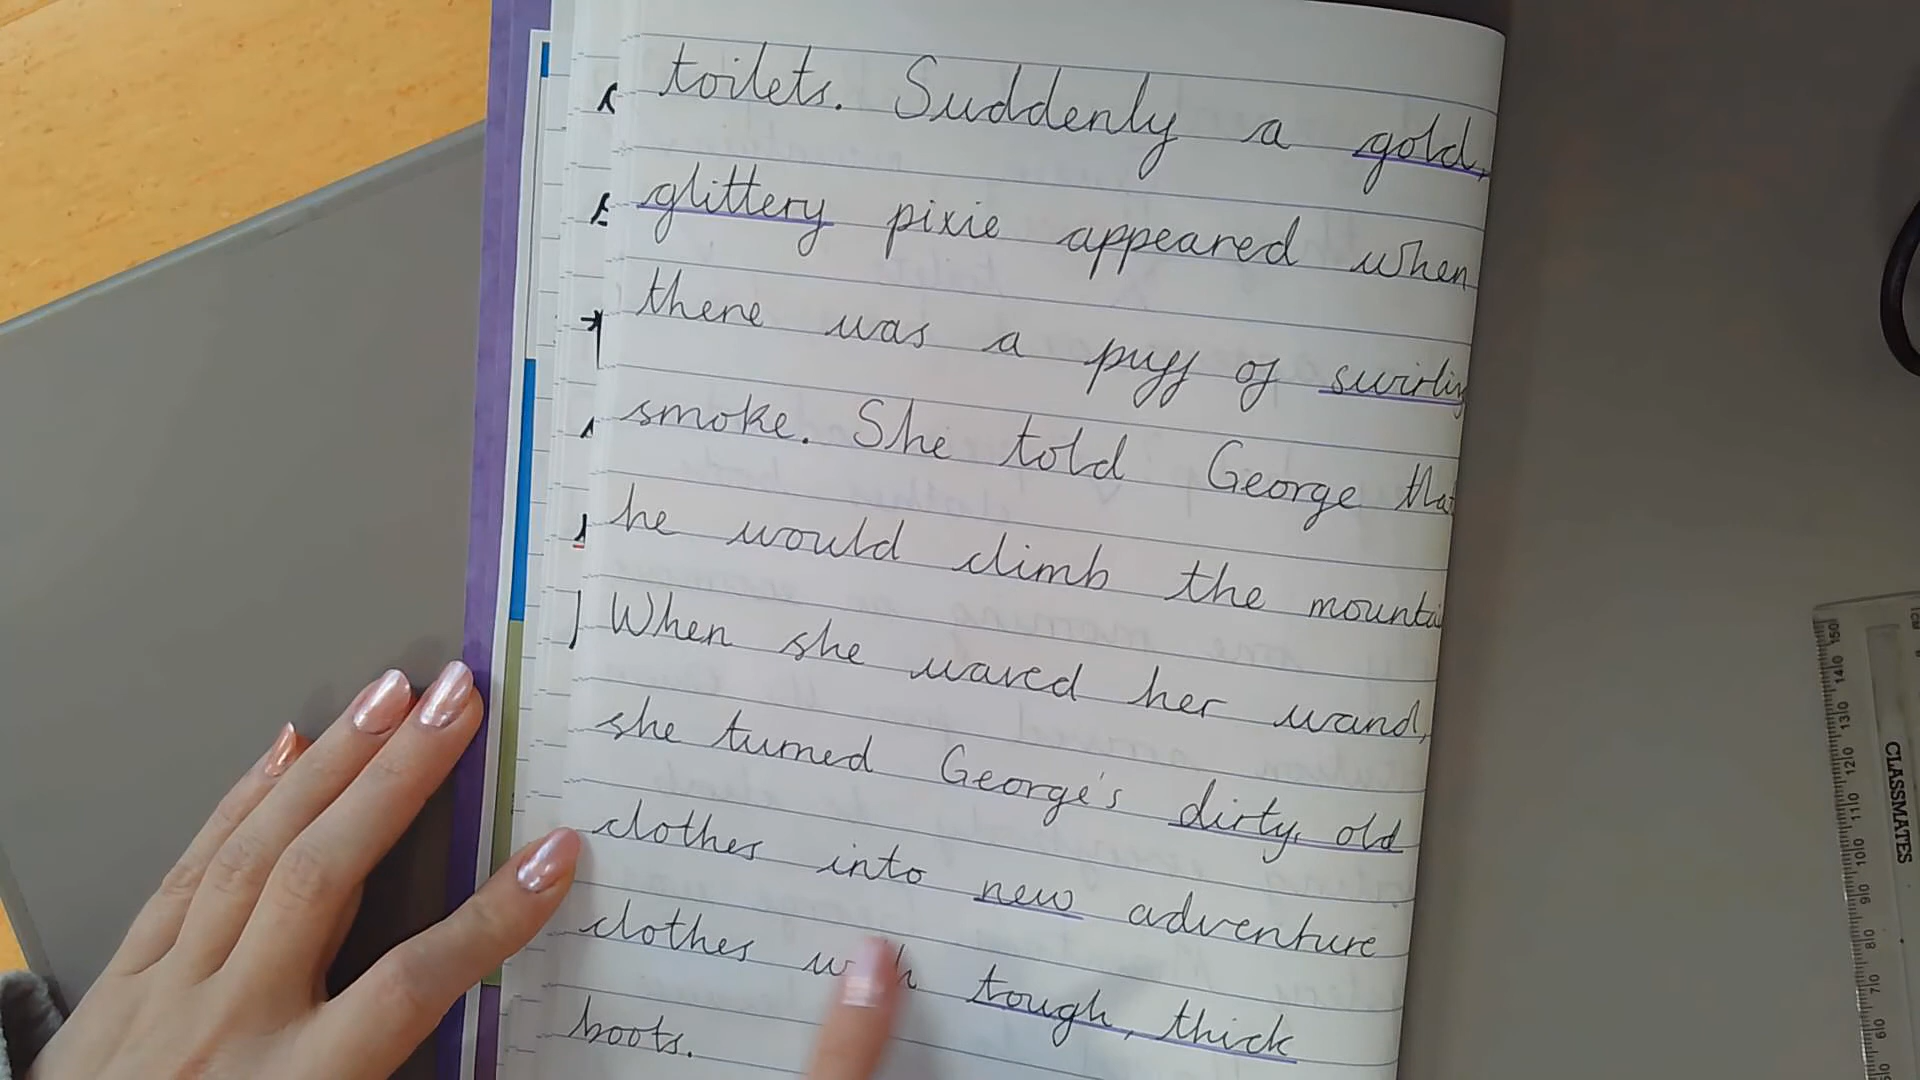 toilets. Suddenly a gold,
glittery pixie appeared when
there was a puff of swirling
smoke. She told George that
he would climb the
When she waved her wand,
she turned George's dirty, old
clothes into new adventure
clothes with tough, thick
boots.
CLASSMATES